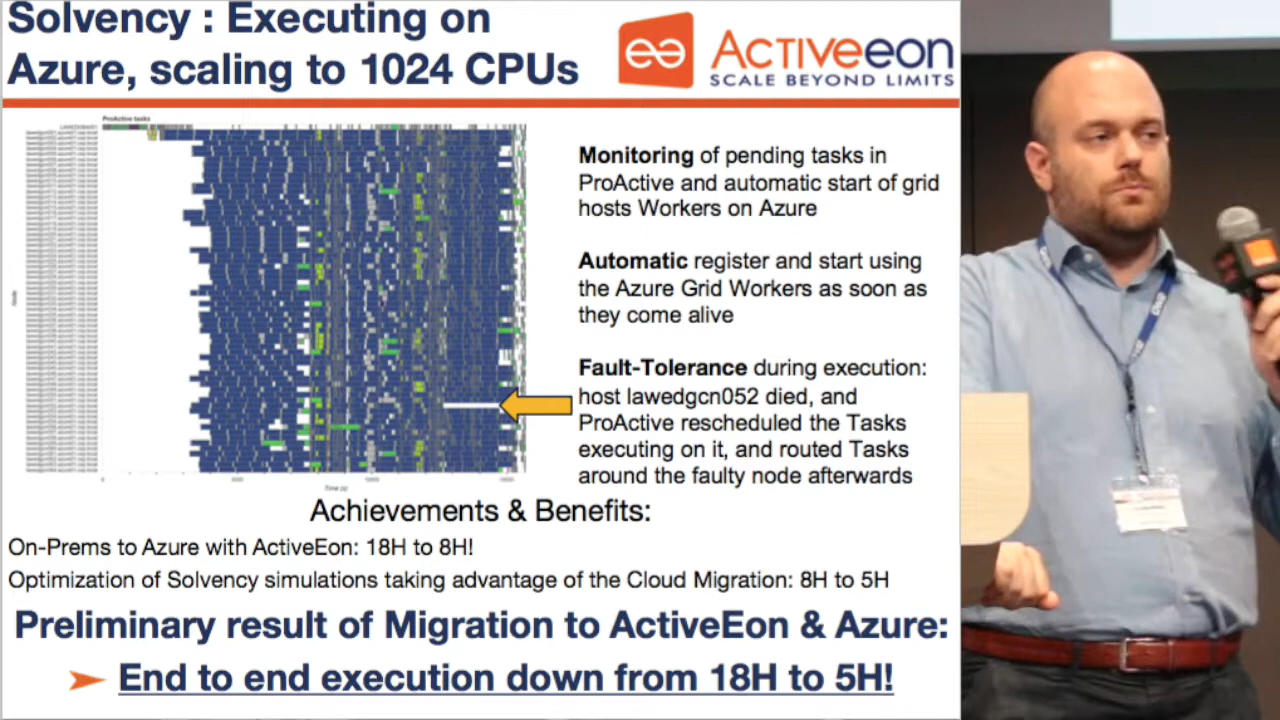 Solvency : Executing on
Azure, scaling to 1024 CPUs
ACTIVEeon
SCALE BEYOND LIMITS
ProActive tasks
Monitoring of pending tasks in
ProActive and automatic start of grid
hosts Workers on Azure
Automatic register and start using
the Azure Grid Workers as soon as
they come alive
Fault-Tolerance during execution:
host lawedgcn052 died, and
ProActive rescheduled the Tasks
executing on it, and routed Tasks
around the faulty node afterwards
Time (s)
Achievements & Benefits:
On-Prems to Azure with ActiveEon: 18H to 8H!
Optimization of Solvency simulations taking advantage of the Cloud Migration: 8H to 5H
Preliminary result of Migration to ActiveEon & Azure:
➤ End to end execution down from 18H to 5H!